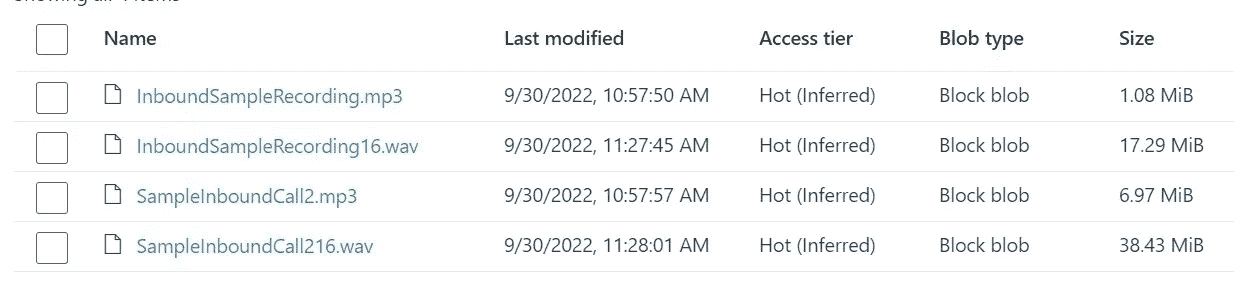 Name Last modified Access tier Blob type Size
InboundSampleRecording.mp3 9/30/2022, 10:57:50 AM Hot (Inferred) Block blob 1.08 MiB
InboundSampleRecording16.wav 9/30/2022, 11:27:45 AM Hot (Inferred) Block blob 17.29 MiB
SampleInboundCall2.mp3 9/30/2022, 10:57:57 AM Hot (Inferred) Block blob 6.97 MiB
SampleInboundCall216.wav 9/30/2022, 11:28:01 AM Hot (Inferred) Block blob 38.43 MiB